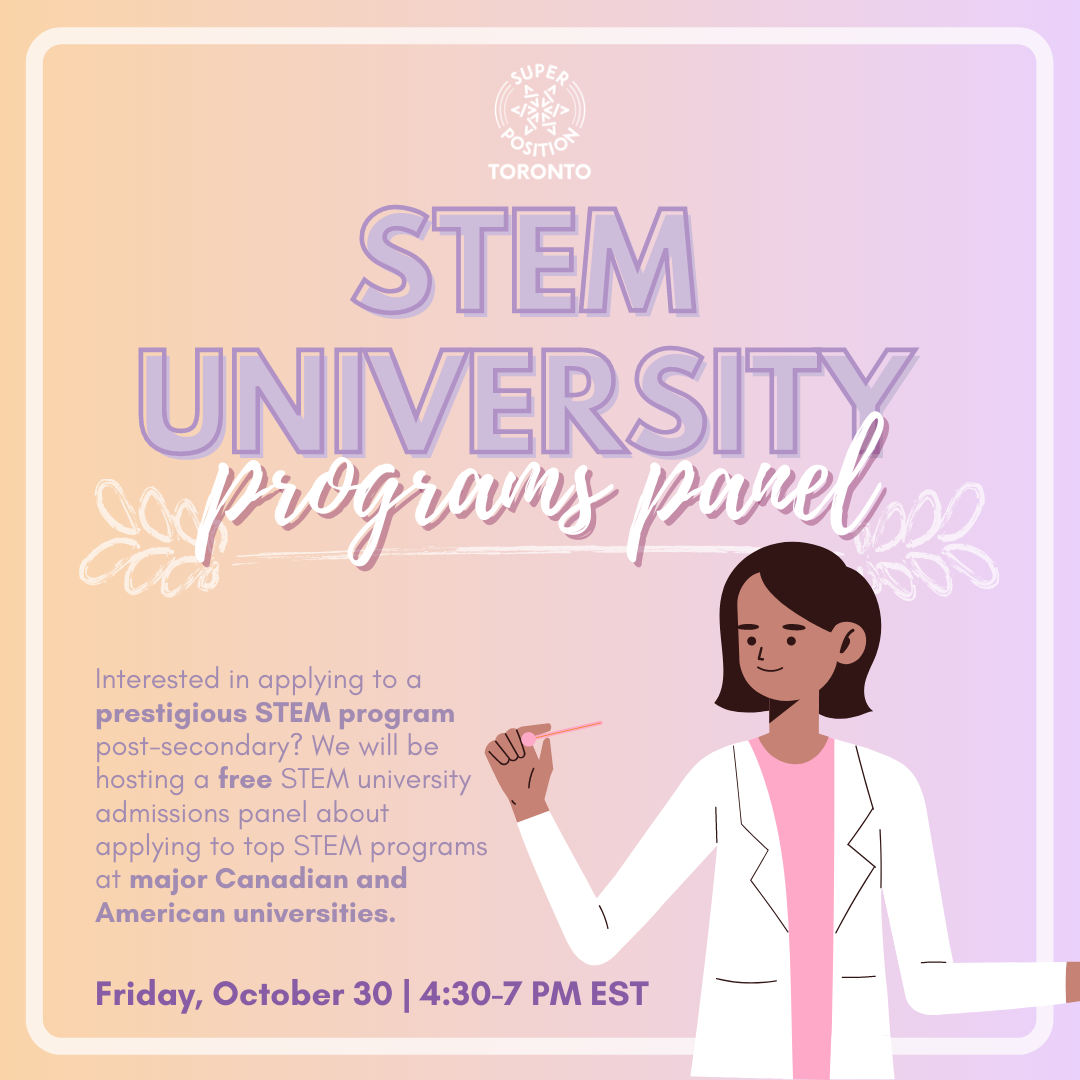 SUPER
POSITION
TORONTO
STEM
UNIVERSITY
programs panel
Interested in applying to a
prestigious STEM program
post-secondary? We will be
hosting a free STEM university
admissions panel about
applying to top STEM programs
at major Canadian and
American universities.
Friday, October 30 | 4:30-7 PM EST